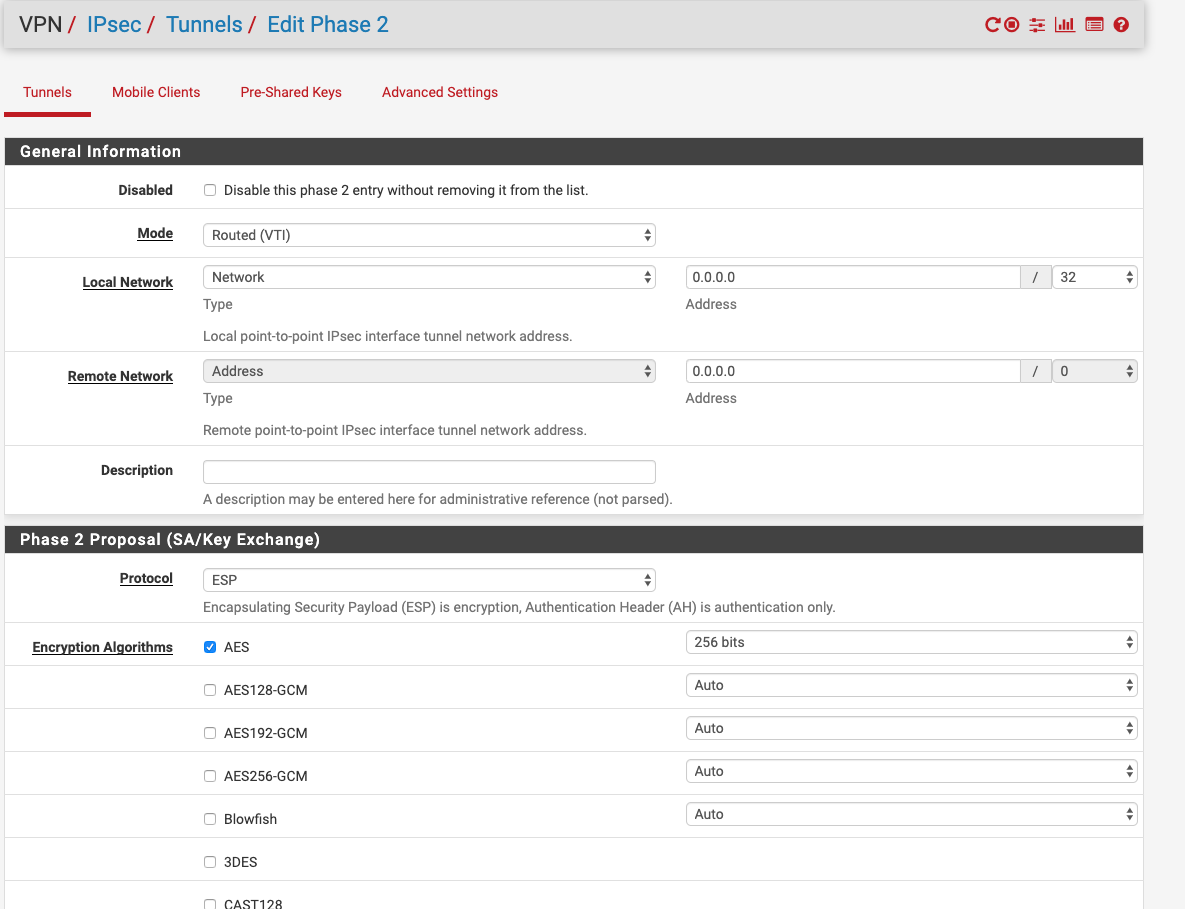 VPN / IPsec / Tunnels / Edit Phase 2
Tunnels Mobile Clients Pre-Shared Keys Advanced Settings
General Information
Disabled Disable this phase 2 entry without removing it from the list.
Mode Routed (VTI)
Local Network Network 0.0.0.0 / 32
Type Address
Local point-to-point IPsec interface tunnel network address.
Remote Network Address 0.0.0.0 / 0
Type Address
Remote point-to-point IPsec interface tunnel network address.
Description
A description may be entered here for administrative reference (not parsed).
Phase 2 Proposal (SA/Key Exchange)
Protocol ESP
Encapsulating Security Payload (ESP) is encryption, Authentication Header (AH) is authentication only.
Encryption Algorithms AES 256 bits
AES128-GCM Auto
AES192-GCM Auto
AES256-GCM Auto
Blowfish Auto
3DES
CAST128